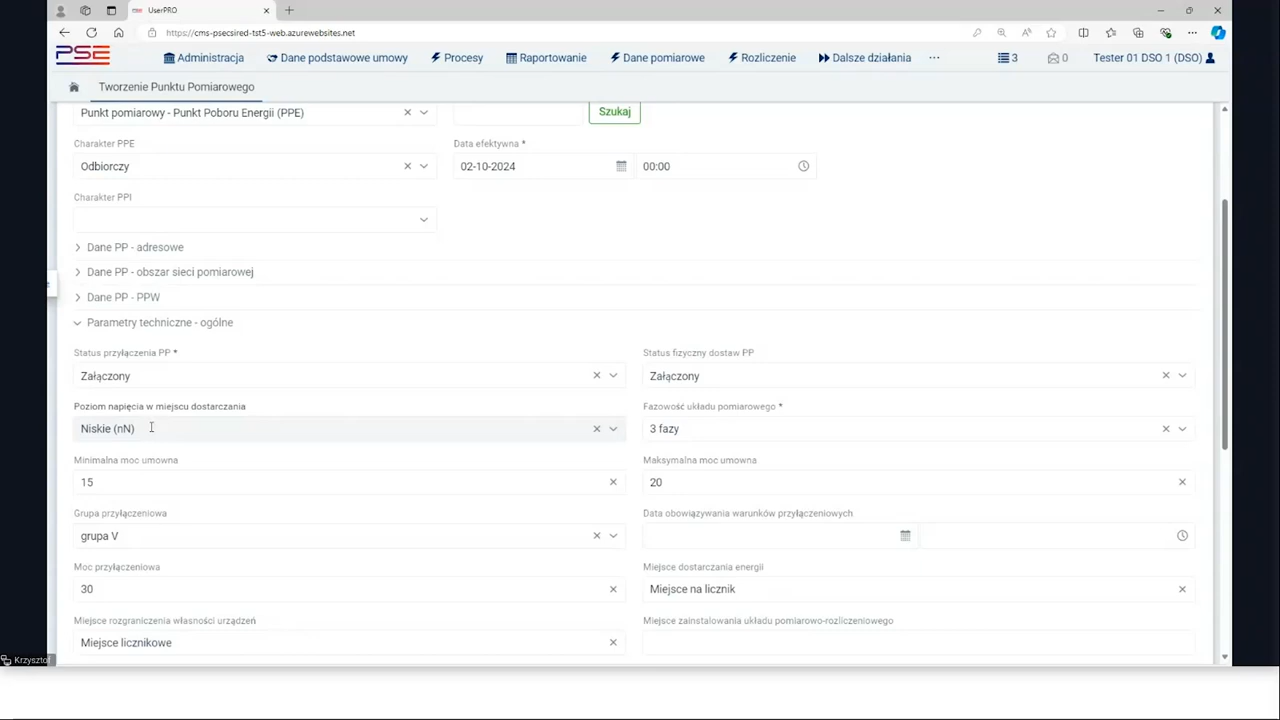 UserPRO
https://cms-psecsired-tst5-web.azurewebsites.net
PSE
Administracja
Dane podstawowe umowy
Procesy
Raportowanie
Dane pomiarowe
Rozliczenie
Dalsze działania
3
0
Tester 01 DSO 1 (DSO)
Tworzenie Punktu Pomiarowego
Punkt pomiarowy - Punkt Poboru Energii (PPE)
Szukaj
Charakter PPE
Data efektywna *
Odbiorczy
02-10-2024
00:00
Charakter PPI
Dane PP - adresowe
Dane PP - obszar sieci pomiarowej
Dane PP - PPW
Parametry techniczne - ogólne
Status przyłączenia PP *
Status fizyczny dostaw PP
Załączony
Załączony
Poziom napięcia w miejscu dostarczania
Fazowość układu pomiarowego *
Niskie (nN)
3 fazy
Minimalna moc umowna
Maksymalna moc umowna
15
20
Grupa przyłączeniowa
Data obowiązywania warunków przyłączeniowych
grupa V
Moc przyłączeniowa
Miejsce dostarczania energii
30
Miejsce na licznik
Miejsce rozgraniczenia własności urządzeń
Miejsce zainstalowania układu pomiarowo-rozliczeniowego
Miejsce licznikowe
Krzysztof